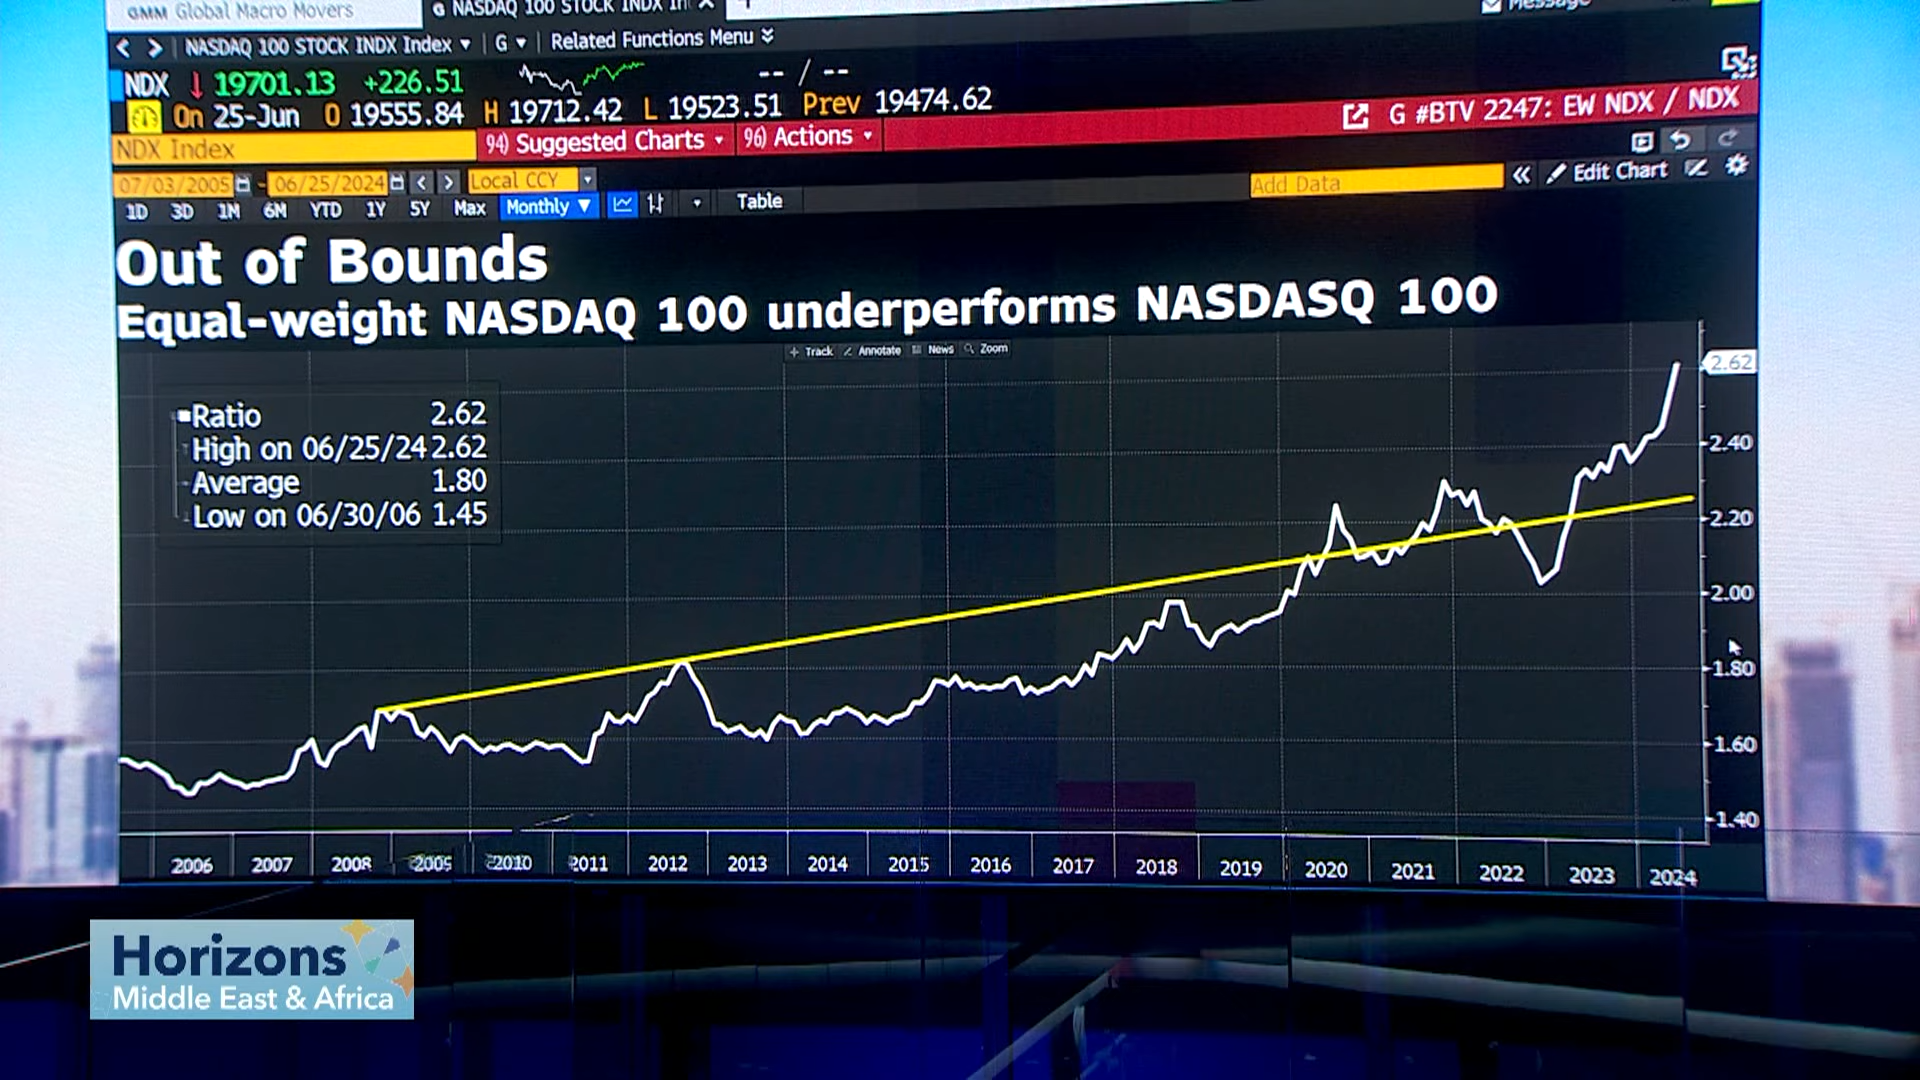 GMM Global Macro Movers
G NASDAQ 100 STOCK INDX In
Message
NASDAQ 100 STOCK INDX Index G Related Functions Menu
NDX 19701.13 +226.51 -- / --
On 25-Jun O 19555.84 H 19712.42 L 19523.51 Prev 19474.62
G #BTV 2247: EW NDX / NDX
NDX Index 94) Suggested Charts 96) Actions
07/03/2005 - 06/25/2024 Local CCY Add Data Edit Chart
1D 3D 1M 6M YTD 1Y 5Y Max Monthly Table
Out of Bounds
Equal-weight NASDAQ 100 underperforms NASDASQ 100
Track Annotate News Zoom
Ratio 2.62
High on 06/25/24 2.62
Average 1.80
Low on 06/30/06 1.45
2.62
2.40
2.20
2.00
1.80
1.60
1.40
2006 2007 2008 2009 2010 2011 2012 2013 2014 2015 2016 2017 2018 2019 2020 2021 2022 2023 2024
Horizons
Middle East & Africa